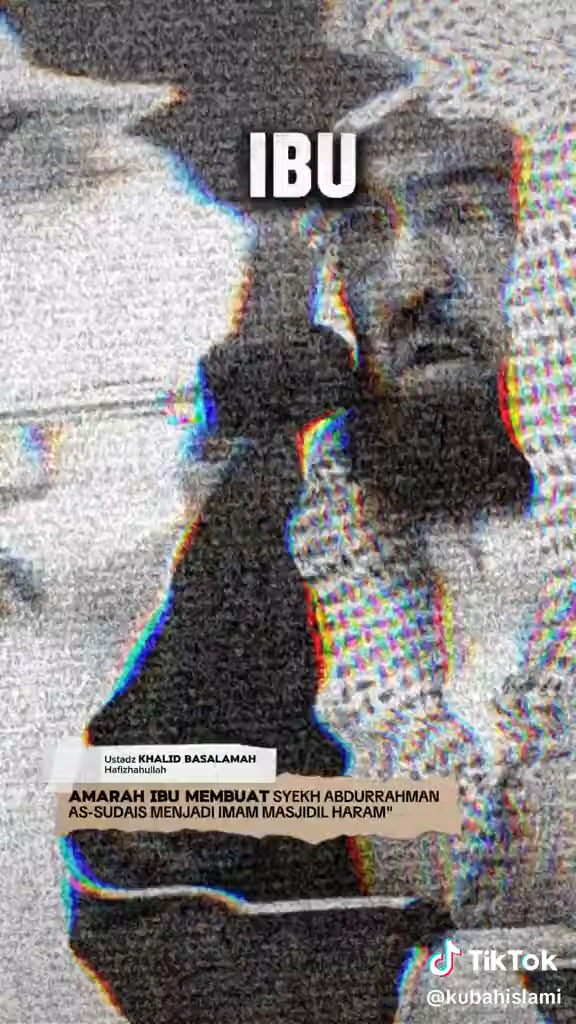 IBU
Ustadz KHALID BASALAMAH
Hafizhahullah
AMARAH IBU MEMBUAT SYEKH ABDURRAHMAN
AS-SUDAIS MENJADI IMAM MASJIDIL HARAM"
TikTok
@kubahislami